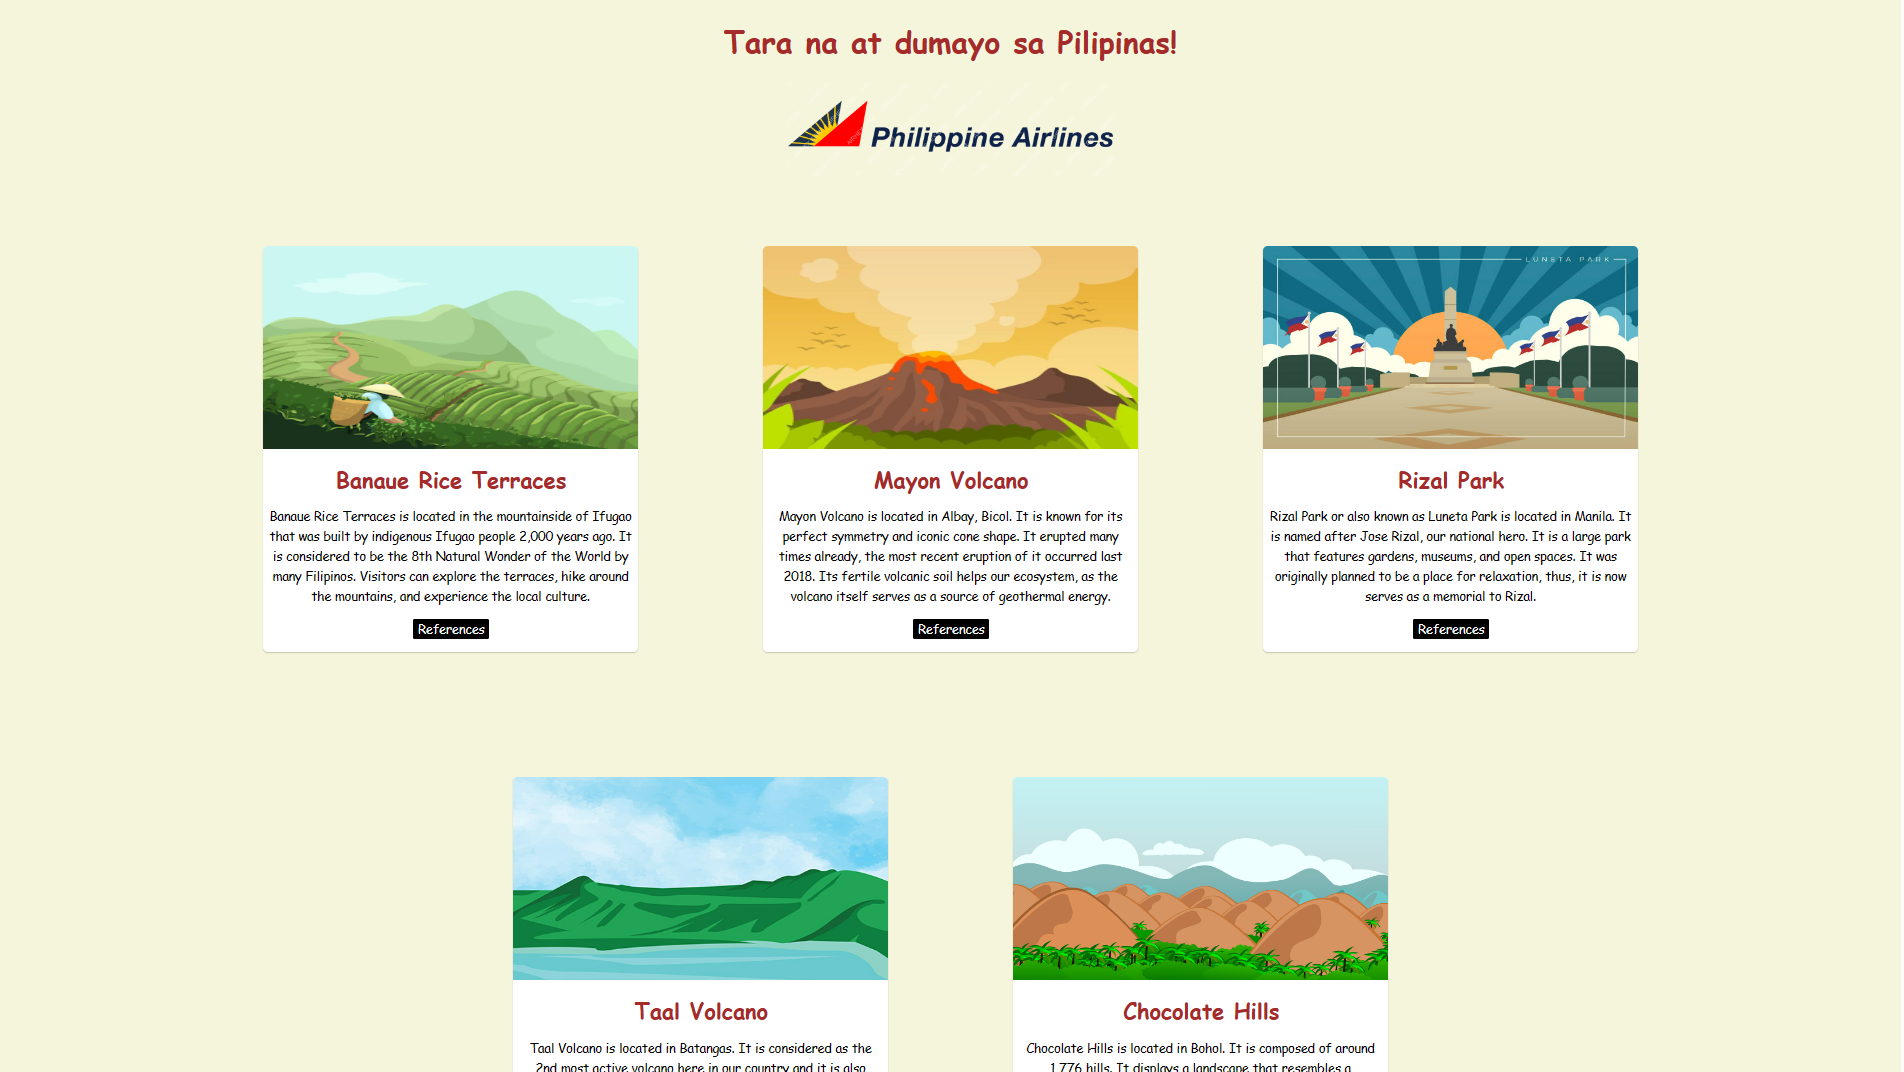 Tara na at dumayo sa Pilipinas!
Philippine Airlines
LUNETA PARK
Banaue Rice Terraces
Banaue Rice Terraces is located in the mountainside of Ifugao
that was built by indigenous Ifugao people 2,000 years ago. It
is considered to be the 8th Natural Wonder of the World by
many Filipinos. Visitors can explore the terraces, hike around
the mountains, and experience the local culture.
References
Mayon Volcano
Mayon Volcano is located in Albay, Bicol. It is known for its
perfect symmetry and iconic cone shape. It erupted many
times already, the most recent eruption of it occurred last
2018. Its fertile volcanic soil helps our ecosystem, as the
volcano itself serves as a source of geothermal energy.
References
Rizal Park
Rizal Park or also known as Luneta Park is located in Manila. It
is named after Jose Rizal, our national hero. It is a large park
that features gardens, museums, and open spaces. It was
originally planned to be a place for relaxation, thus, it is now
serves as a memorial to Rizal.
References
Taal Volcano
Taal Volcano is located in Batangas. It is considered as the
2nd most active volcano here in our country and it is also
Chocolate Hills
Chocolate Hills is located in Bohol. It is composed of around
1,776 hills. It displays a landscape that resembles a